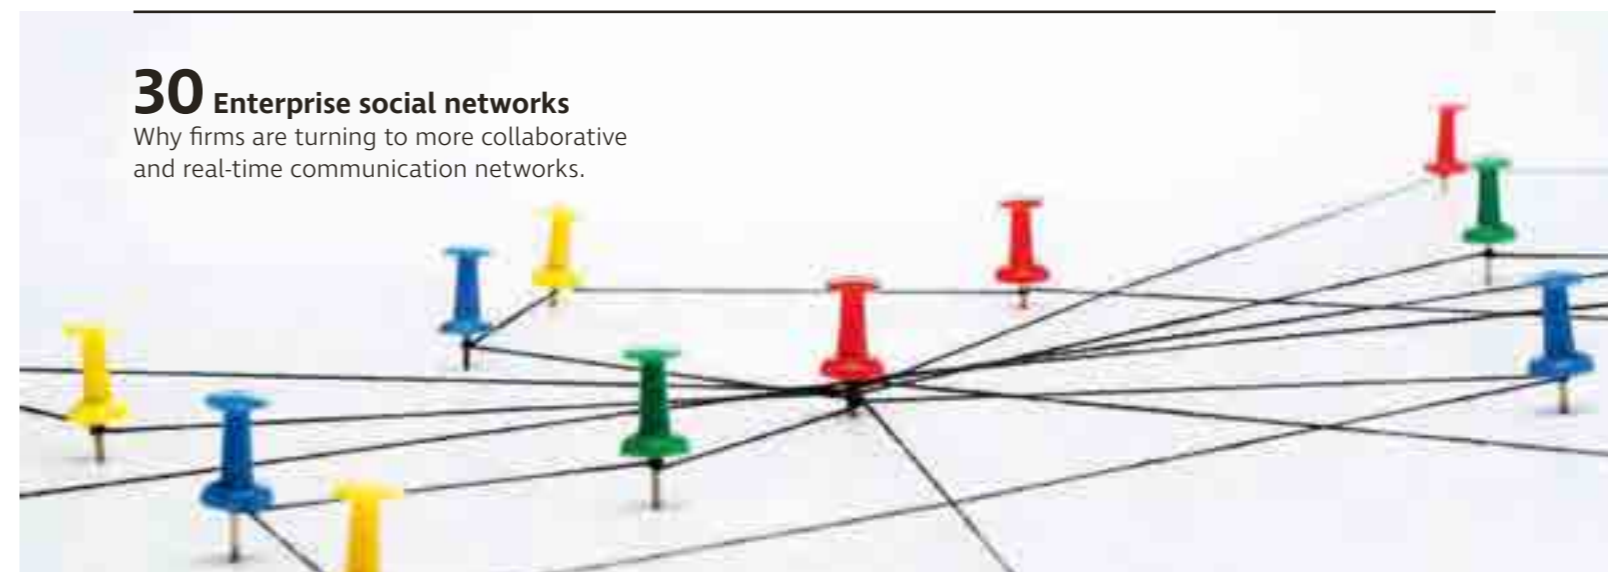 30 Enterprise social networks
Why firms are turning to more collaborative
and real-time communication networks.